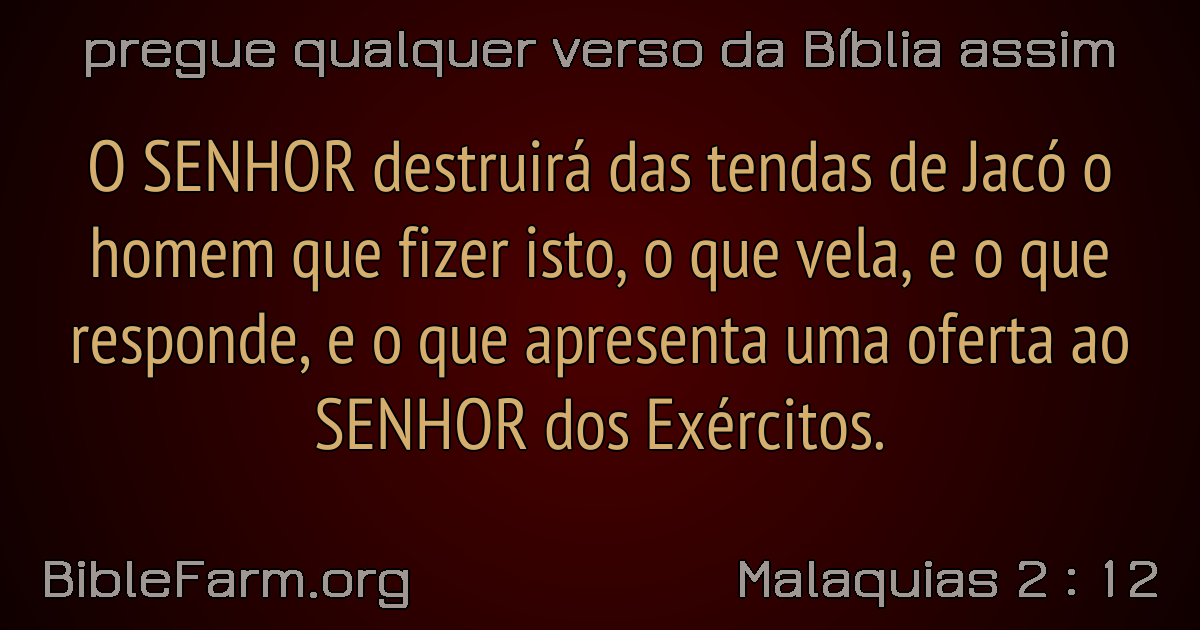 pregue qualquer verso da Bíblia assim
O SENHOR destruirá das tendas de Jacó o
homem que fizer isto, o que vela, e o que
responde, e o que apresenta uma oferta ao
SENHOR dos Exércitos.
BibleFarm.org
Malaquias 2 : 12